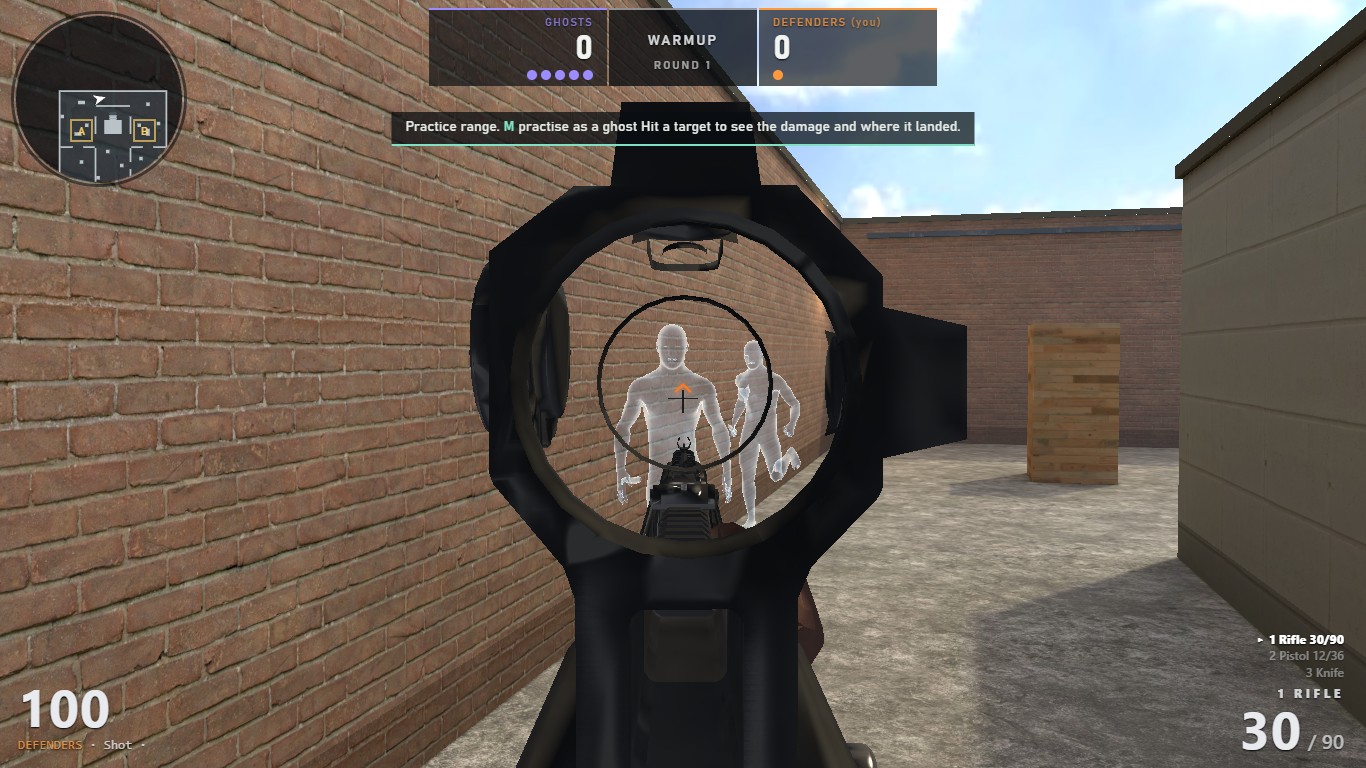 GHOSTS
0
WARMUP
ROUND 1
DEFENDERS (you)
0
Practice range. M practise as a ghost Hit a target to see the damage and where it landed.
A
B
▸ 1 Rifle 30/90
2 Pistol 12/36
3 Knife
1 RIFLE
30 / 90
100
DEFENDERS · Shot ·